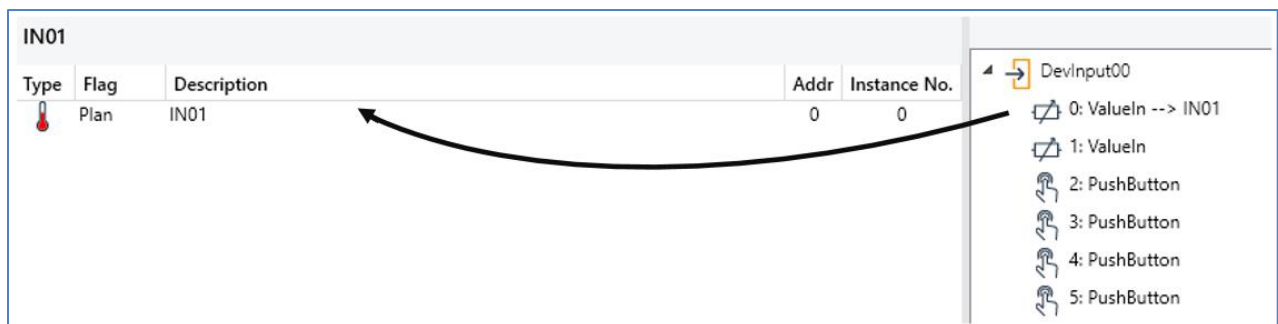 IN01
Type Flag Description Addr Instance No.
Plan IN01 0 0
DevInput00
0: ValueIn --> IN01
1: ValueIn
2: PushButton
3: PushButton
4: PushButton
5: PushButton